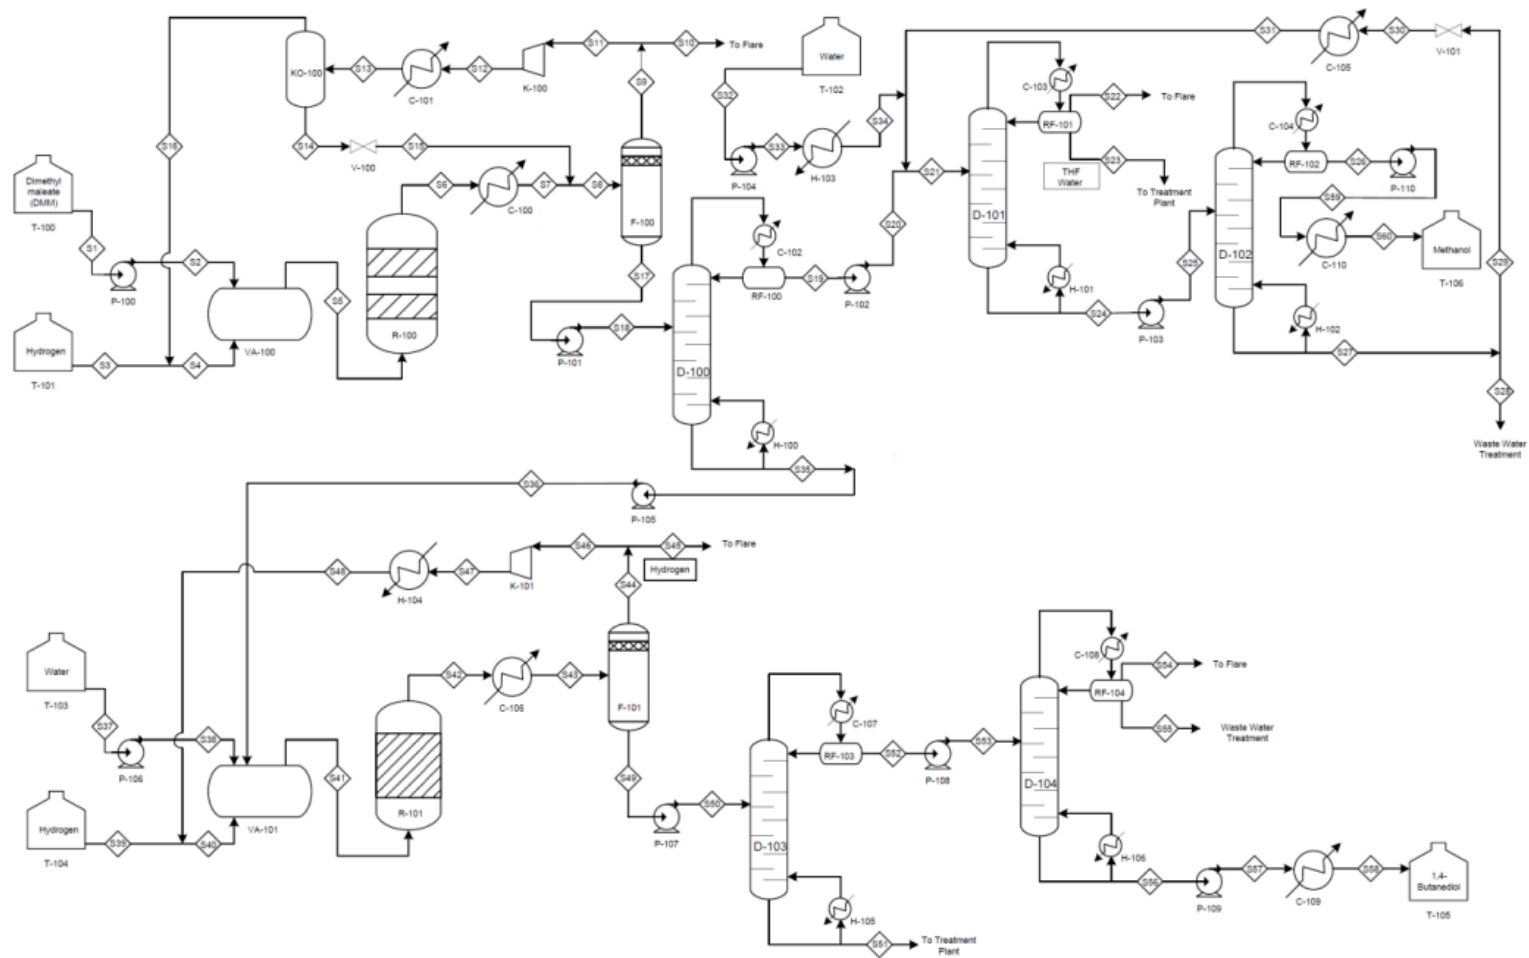 S31
S30
C-105
V-101
S13
S12
S11
S10
To Flare
KO-100
C-101
K-100
S9
Water
T-102
S32
S34
C-103
S22
To Flare
RF-101
S23
THF
Water
To Treatment
Plant
C-104
RF-102
S26
P-110
S59
S60
C-110
Methanol
T-106
S16
S14
V-100
S15
S33
P-104
H-103
S21
D-101
Dimethyl
maleate
(DMM)
T-100
S6
S7
S8
C-100
F-100
S1
S2
P-100
S5
R-100
S17
C-102
RF-100
S19
P-102
S20
H-101
S24
P-103
S25
D-102
S29
H-102
S27
S28
Waste Water
Treatment
Hydrogen
T-101
S3
S4
VA-100
P-101
S18
D-100
H-100
S35
S36
P-105
S48
H-104
S47
K-101
S46
S45
To Flare
Hydrogen
S44
Water
T-103
S37
P-106
S38
S42
C-106
S43
F-101
S41
R-101
VA-101
Hydrogen
T-104
S39
S40
S49
P-107
S50
D-103
C-107
RF-103
S52
P-108
S53
H-105
S51
To Treatment
Plant
C-108
RF-104
S54
To Flare
S55
Waste Water
Treatment
D-104
H-106
S56
P-109
S57
C-109
S58
1,4-
Butanediol
T-105